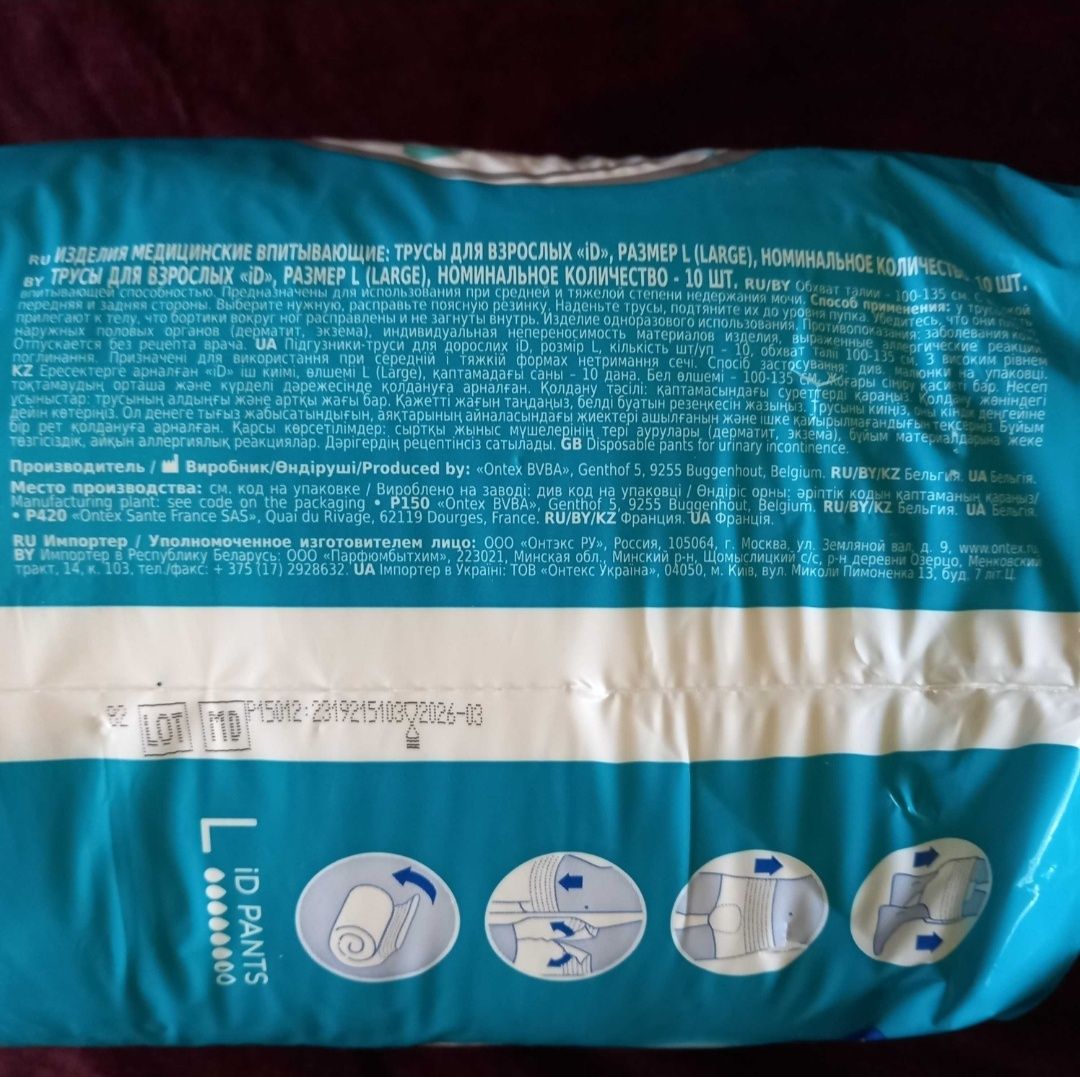 RU ИЗДЕЛИЯ МЕДИЦИНСКИЕ ВПИТЫВАЮЩИЕ: ТРУСЫ ДЛЯ ВЗРОСЛЫХ «iD», РАЗМЕР L (LARGE), НОМИНАЛЬНОЕ КОЛИЧЕСТВО - 10 ШТ.
BY ТРУСЫ ДЛЯ ВЗРОСЛЫХ «iD», РАЗМЕР L (LARGE), НОМИНАЛЬНОЕ КОЛИЧЕСТВО - 10 ШТ. RU/BY Обхват талии - 100-135 см. С
впитывающей способностью. Предназначены для использования при средней и тяжелой степени недержания мочи. Способ применения: у
передняя и задняя стороны. Выберите нужную, расправьте поясную резинку. Наденьте трусы, подтяните их до уровня пупка. Убедитесь, что они
прилегают к телу, что бортики вокруг ног расправлены и не загнуты внутрь. Изделие одноразового использования. Противопоказания: заболевания кожи
наружных половых органов (дерматит, экзема), индивидуальная непереносимость материалов изделия, выраженные аллергические реакции.
Отпускается без рецепта врача. UA Підгузники-труси для дорослих iD, розмір L, кількість шт/уп – 10, обхват талії 100-135 см. З високим рівнем
поглинання. Призначені для використання при середній і тяжкій формах нетримання сечі. Спосіб застосування: див. малюнки на упаковці.
KZ Ересектерге арналған «iD» іш киімі, өлшемі L (Large), қаптамадағы саны - 10 дана. Бел өлшемі – 100-135 см. Жоғары сіңіру қасиеті бар. Несеп
тоқтамаудың орташа және күрделі дәрежесінде қолдануға арналған. Қолдану тәсілі: қаптамасындағы суреттерді қараңыз. Қолдану жөніндегі
ұсыныстар: трусының алдыңғы және артқы жағы бар. Қажетті жағын таңдаңыз, белді буатын резеңкесін жазыңыз. Трусыны киіңіз, оны кіндік деңгейіне
дейін көтеріңіз. Ол денеге тығыз жабысатындығын, аяқтарының айналасындағы жиектер ашылғанын және ішке қайырылмағандығын тексеріңіз. Бұйым
бір рет қолдануға арналған. Қарсы көрсетілімдер: сыртқы жыныс мүшелерінің тері аурулары (дерматит, экзема), бұйым материалдарына жеке
төзгісіздік, айқын аллергиялық реакциялар. Дәрігердің рецептінсіз сатылады. GB Disposable pants for urinary incontinence.
Производитель / Виробник/Өндіруші/Produced by: «Ontex BVBA», Genthof 5, 9255 Buggenhout, Belgium. RU/BY/KZ Бельгия. UA Бельгія.
Место производства: см. код на упаковке / Вироблено на заводі: див код на упаковці / Өндіріс орны: әріптік кодын қаптаманың қараңыз/
Manufacturing plant: see code on the packaging • P150 «Ontex BVBA», Genthof 5, 9255 Buggenhout, Belgium. RU/BY/KZ Бельгия. UA Бельгія.
• P420 «Ontex Sante France SAS», Quai du Rivage, 62119 Dourges, France. RU/BY/KZ Франция. UA Франція.
RU Импортер / Уполномоченное изготовителем лицо: ООО «Онтэкс РУ», Россия, 105064, г. Москва, ул. Земляной вал, д. 9, www.ontex.ru
BY Импортер в Республику Беларусь: ООО «Парфюмбытхим», 223021, Минская обл., Минский р-н, Щомыслицкий с/с, р-н деревни Озерцо, Менковский
тракт, 14, к. 103, тел./факс: + 375 (17) 2928632. UA Імпортер в Україні: ТОВ «Онтекс Україна», 04050, м. Київ, вул. Миколи Пимоненка 13, буд. 7 літ.Ц.
92 LOT MD P15012:2319215103 2026-03
L iD PANTS